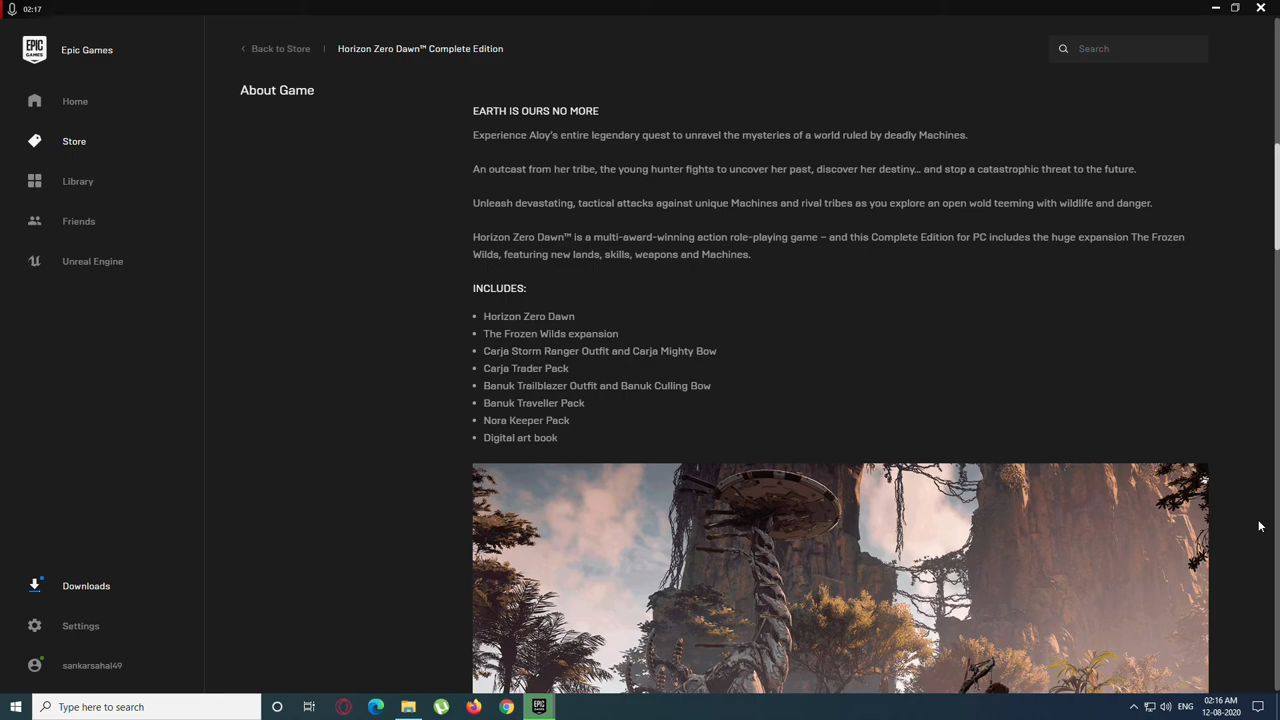 02:17
EPIC GAMES
Epic Games
Back to Store
Horizon Zero Dawn™ Complete Edition
Search
Home
Store
Library
Friends
Unreal Engine
About Game
EARTH IS OURS NO MORE
Experience Aloy's entire legendary quest to unravel the mysteries of a world ruled by deadly Machines.
An outcast from her tribe, the young hunter fights to uncover her past, discover her destiny… and stop a catastrophic threat to the future.
Unleash devastating, tactical attacks against unique Machines and rival tribes as you explore an open wold teeming with wildlife and danger.
Horizon Zero Dawn™ is a multi-award-winning action role-playing game – and this Complete Edition for PC includes the huge expansion The Frozen
Wilds, featuring new lands, skills, weapons and Machines.
INCLUDES:
• Horizon Zero Dawn
• The Frozen Wilds expansion
• Carja Storm Ranger Outfit and Carja Mighty Bow
• Carja Trader Pack
• Banuk Trailblazer Outfit and Banuk Culling Bow
• Banuk Traveller Pack
• Nora Keeper Pack
• Digital art book
Downloads
Settings
sankarsahal49
Type here to search
EPIC GAMES
ENG
02:16 AM
12-08-2020